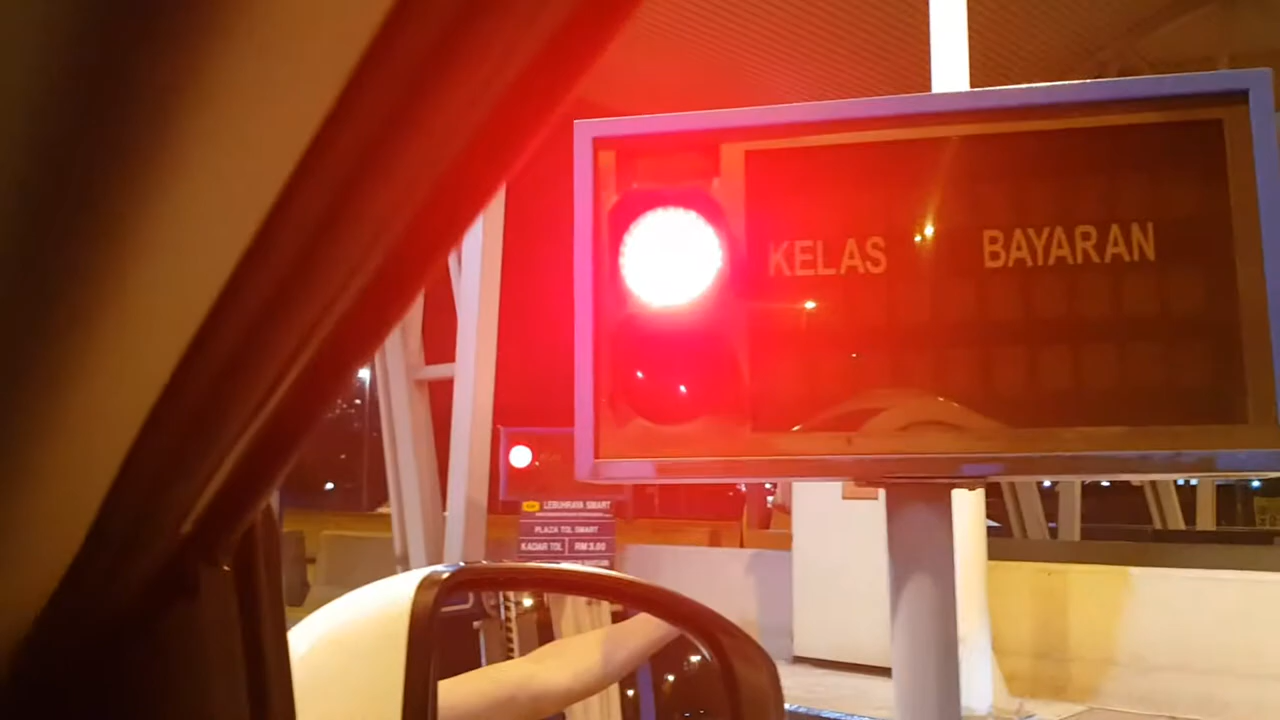 KELAS BAYARAN
LEBUHRAYA SMART
PLAZA TOL SMART
KADAR TOL RM 3.00